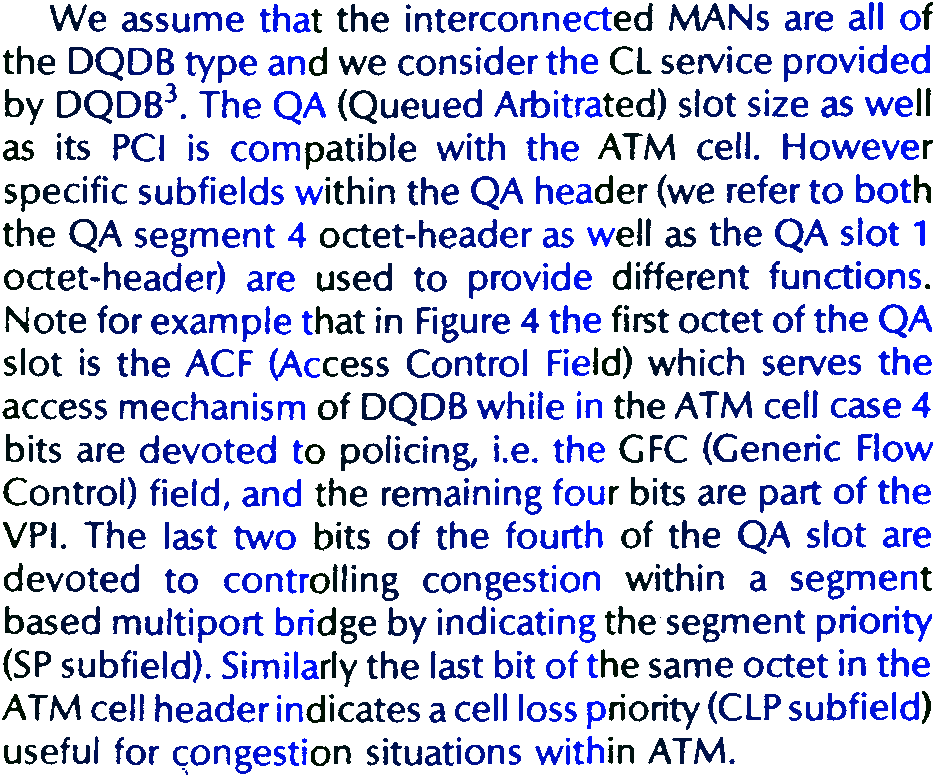 We assume that the interconnected MANs are all of
the DQDB type and we consider the CL service provided
by DQDB³. The QA (Queued Arbitrated) slot size as well
as its PCI is compatible with the ATM cell. However
specific subfields within the QA header (we refer to both
the QA segment 4 octet-header as well as the QA slot 1
octet-header) are used to provide different functions.
Note for example that in Figure 4 the first octet of the QA
slot is the ACF (Access Control Field) which serves the
access mechanism of DQDB while in the ATM cell case 4
bits are devoted to policing, i.e. the GFC (Generic Flow
Control) field, and the remaining four bits are part of the
VPI. The last two bits of the fourth of the QA slot are
devoted to controlling congestion within a segment
based multiport bridge by indicating the segment priority
(SP subfield). Similarly the last bit of the same octet in the
ATM cell header indicates a cell loss priority (CLP subfield)
useful for congestion situations within ATM.